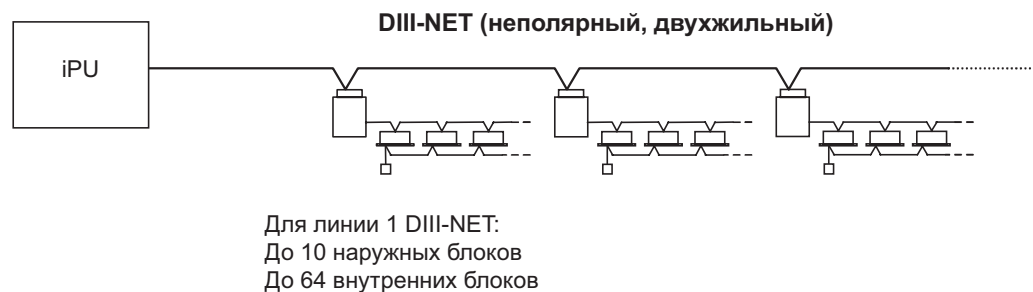 DIII-NET (неполярный, двухжильный)
iPU
Для линии 1 DIII-NET:
До 10 наружных блоков
До 64 внутренних блоков